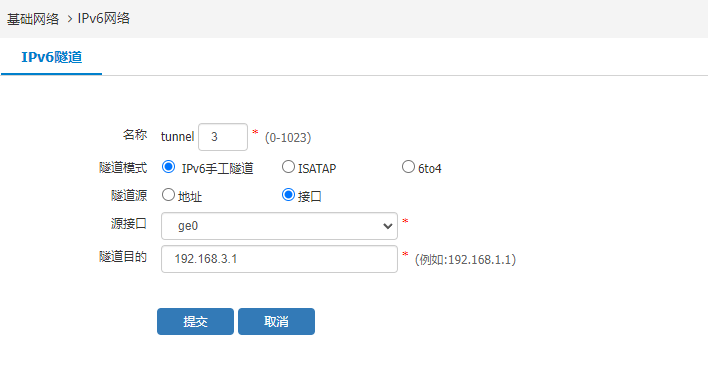 基础网络 > IPv6网络
IPv6隧道
名称 tunnel 3 * (0-1023)
隧道模式 IPv6手工隧道 ISATAP 6to4
隧道源 地址 接口
源接口 ge0 *
隧道目的 192.168.3.1 * (例如:192.168.1.1)
提交 取消